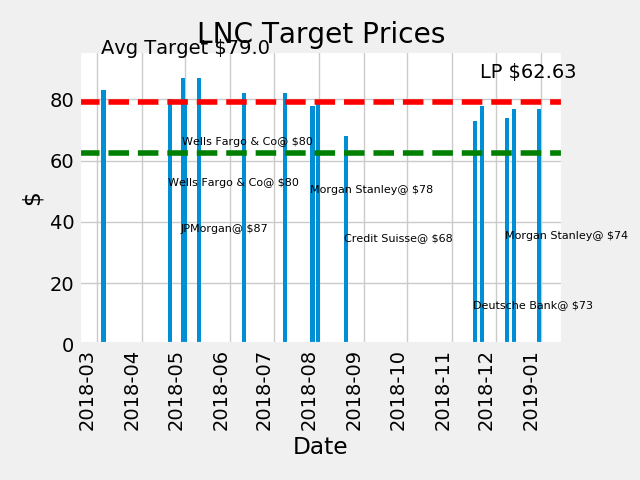 LNC Target Prices
Avg Target $79.0
LP $62.63
80
Wells Fargo & Co@ $80
60
Wells Fargo & Co@ $80
Morgan Stanley@ $78
$
40
JPMorgan@ $87
Credit Suisse@ $68
Morgan Stanley@ $74
20
Deutsche Bank@ $73
0
2018-03
2018-04
2018-05
2018-06
2018-07
2018-08
2018-09
2018-10
2018-11
2018-12
2019-01
Date